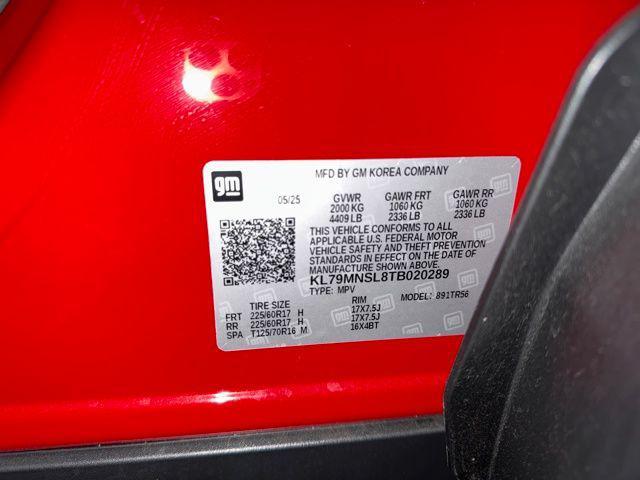 gm
MFD BY GM KOREA COMPANY
05/25 GVWR GAWR FRT GAWR RR
2000 KG 1060 KG 1060 KG
4409 LB 2336 LB 2336 LB
THIS VEHICLE CONFORMS TO ALL
APPLICABLE U.S. FEDERAL MOTOR
VEHICLE SAFETY AND THEFT PREVENTION
STANDARDS IN EFFECT ON THE DATE OF
MANUFACTURE SHOWN ABOVE.
KL79MNSL8TB020289
TYPE: MPV MODEL: 891TR56
TIRE SIZE RIM
FRT 225/60R17 H 17X7.5J
RR 225/60R17 H 17X7.5J
SPA T125/70R16 M 16X4BT